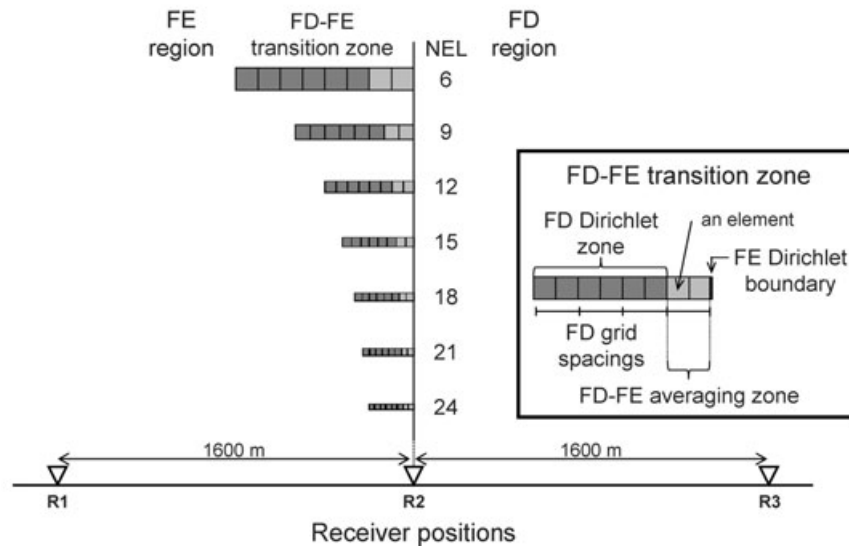 FE
region
FD-FE
transition zone
NEL
FD
region
6
9
12
15
18
21
24
FD-FE transition zone
FD Dirichlet
zone
an element
FE Dirichlet
boundary
FD grid
spacings
FD-FE averaging zone
1600 m
1600 m
R1
R2
R3
Receiver positions